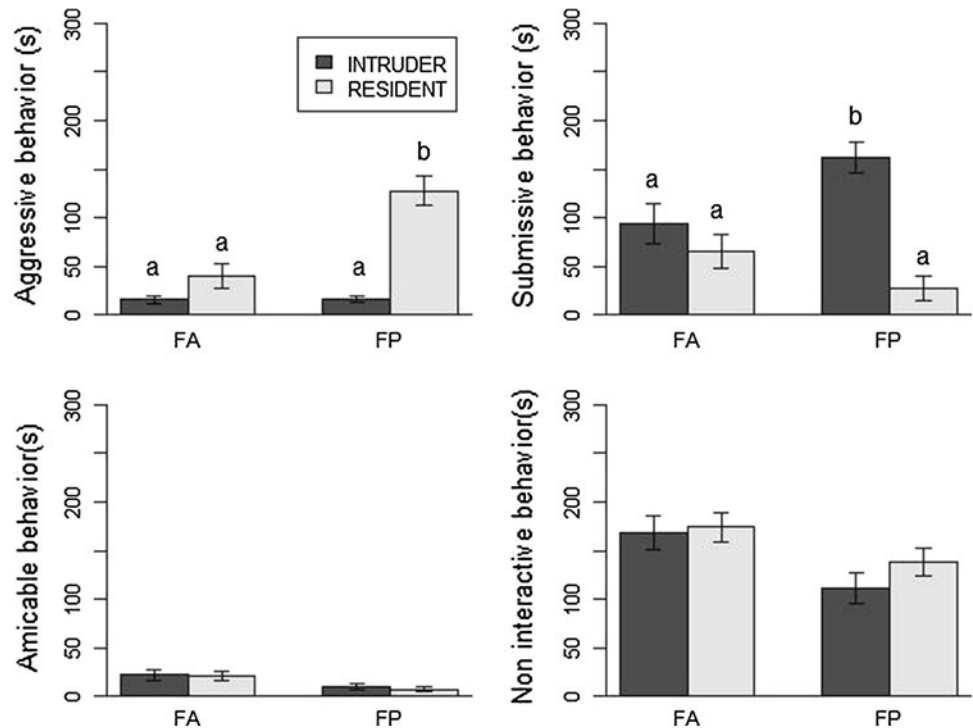 Aggressive behavior (s)
300
200
100
50
0
INTRUDER
RESIDENT
a
a
a
b
FA
FP
Submissive behavior (s)
300
200
100
50
0
a
a
b
a
FA
FP
Amicable behavior(s)
300
200
100
50
0
FA
FP
Non interactive behavior(s)
300
200
100
50
0
FA
FP